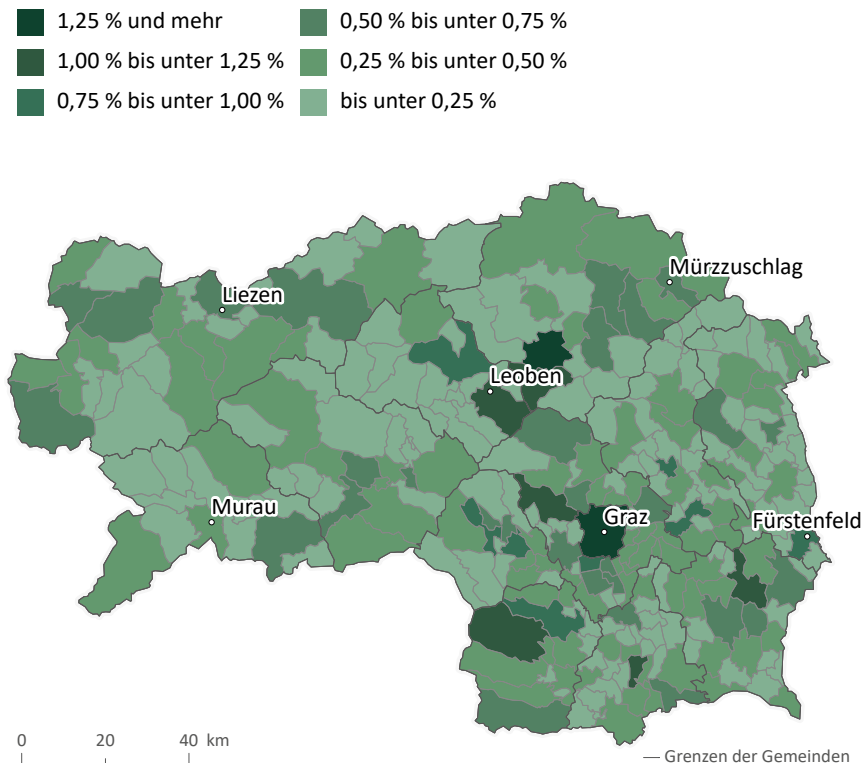 1,25 % und mehr
1,00 % bis unter 1,25 %
0,75 % bis unter 1,00 %
0,50 % bis unter 0,75 %
0,25 % bis unter 0,50 %
bis unter 0,25 %
Mürzzuschlag
Liezen
Leoben
Murau
Graz
Fürstenfeld
0 20 40 km
— Grenzen der Gemeinden